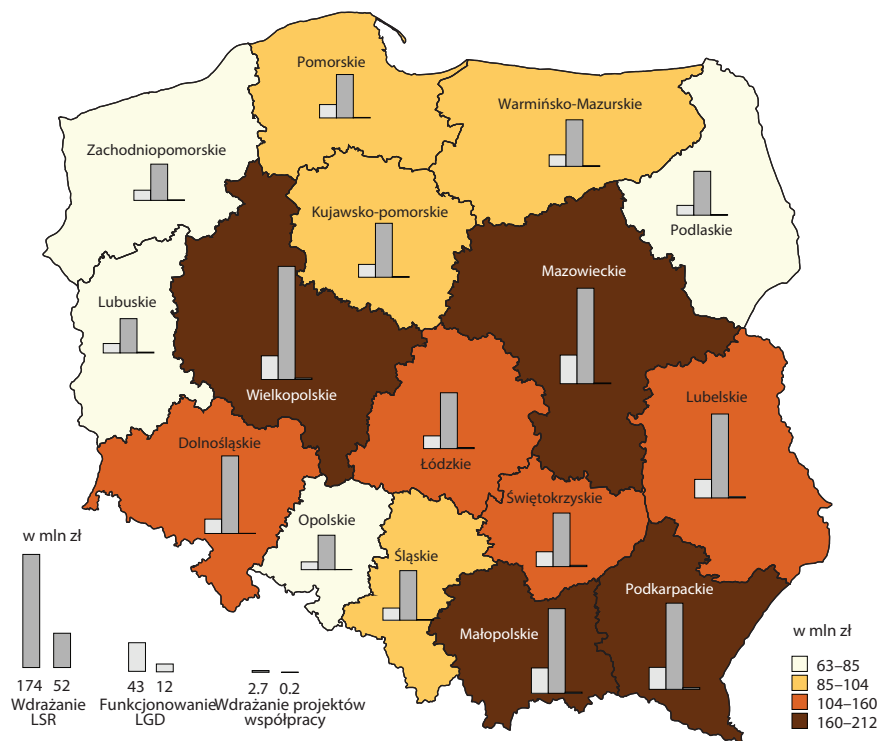 Pomorskie
Warmińsko-Mazurskie
Zachodniopomorskie
Kujawsko-pomorskie
Podlaskie
Mazowieckie
Lubuskie
Wielkopolskie
Lubelskie
Dolnośląskie
Łódzkie
Świętokrzyskie
Opolskie
Śląskie
Podkarpackie
Małopolskie
w mln zł
174 52
Wdrażanie
LSR
43 12
Funkcjonowanie
LGD
2.7 0.2
Wdrażanie projektów
współpracy
w mln zł
63–85
85–104
104–160
160–212